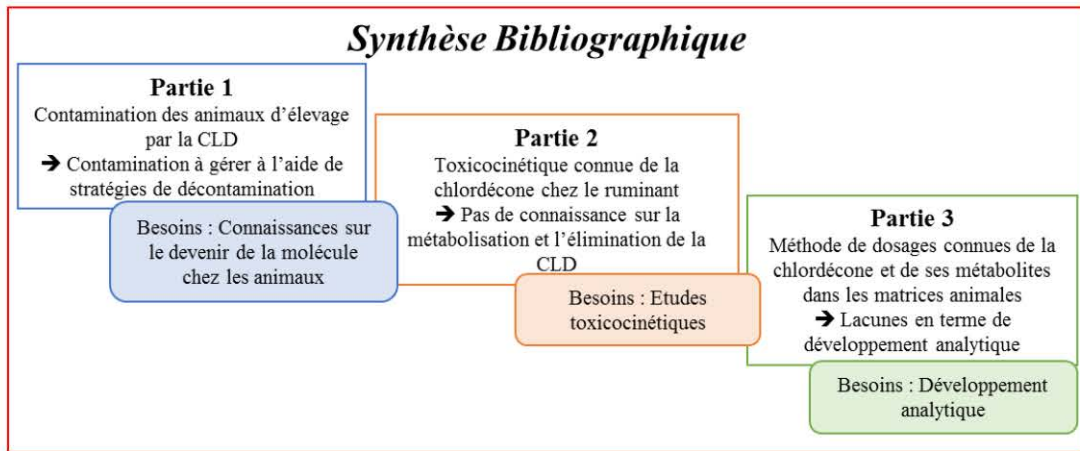 Synthèse Bibliographique
Partie 1
Contamination des animaux d'élevage
par la CLD
➔ Contamination à gérer à l'aide de
stratégies de décontamination
Besoins : Connaissances sur
le devenir de la molécule
chez les animaux
Partie 2
Toxicocinétique connue de la
chlordécone chez le ruminant
➔ Pas de connaissance sur la
métabolisation et l'élimination de la
CLD
Besoins : Etudes
toxicocinétiques
Partie 3
Méthode de dosages connues de la
chlordécone et de ses métabolites
dans les matrices animales
➔ Lacunes en terme de
développement analytique
Besoins : Développement
analytique